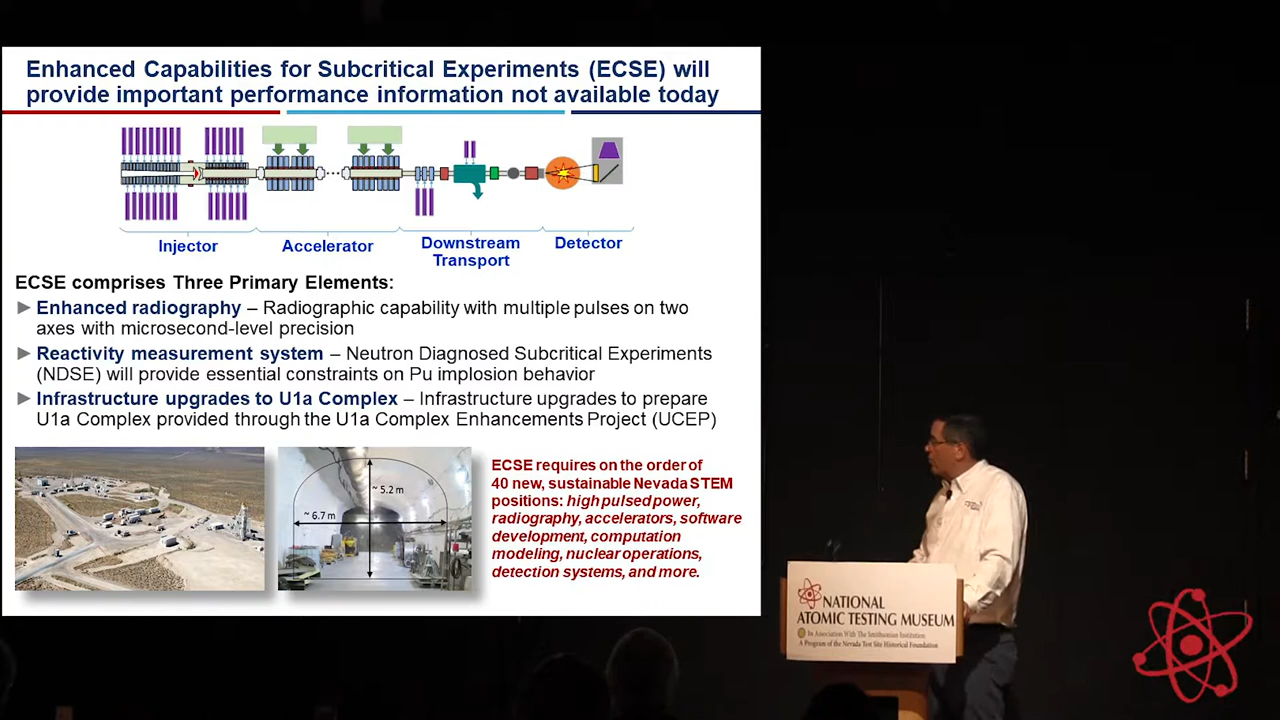 Enhanced Capabilities for Subcritical Experiments (ECSE) will
provide important performance information not available today
Injector
Accelerator
Downstream
Transport
Detector
ECSE comprises Three Primary Elements:
Enhanced radiography – Radiographic capability with multiple pulses on two
axes with microsecond-level precision
Reactivity measurement system – Neutron Diagnosed Subcritical Experiments
(NDSE) will provide essential constraints on Pu implosion behavior
Infrastructure upgrades to U1a Complex – Infrastructure upgrades to prepare
U1a Complex provided through the U1a Complex Enhancements Project (UCEP)
~ 5.2 m
~ 6.7 m
ECSE requires on the order of
40 new, sustainable Nevada STEM
positions: high pulsed power,
radiography, accelerators, software
development, computation
modeling, nuclear operations,
detection systems, and more.
NATIONAL
ATOMIC TESTING MUSEUM
In Association With The Smithsonian Institution
A Program of the Nevada Test Site Historical Foundation